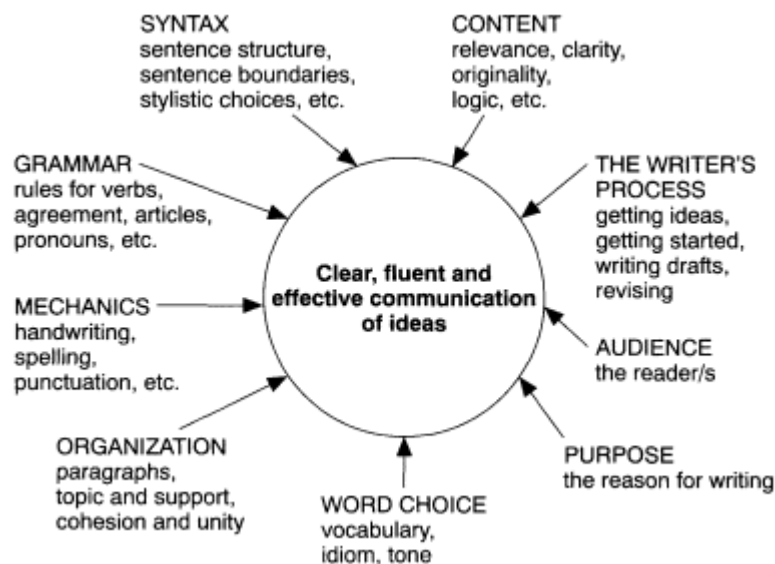 SYNTAX
sentence structure,
sentence boundaries,
stylistic choices, etc.
CONTENT
relevance, clarity,
originality,
logic, etc.
GRAMMAR
rules for verbs,
agreement, articles,
pronouns, etc.
THE WRITER'S
PROCESS
getting ideas,
getting started,
writing drafts,
revising
Clear, fluent and
effective communication
of ideas
MECHANICS
handwriting,
spelling,
punctuation, etc.
AUDIENCE
the reader/s
ORGANIZATION
paragraphs,
topic and support,
cohesion and unity
WORD CHOICE
vocabulary,
idiom, tone
PURPOSE
the reason for writing